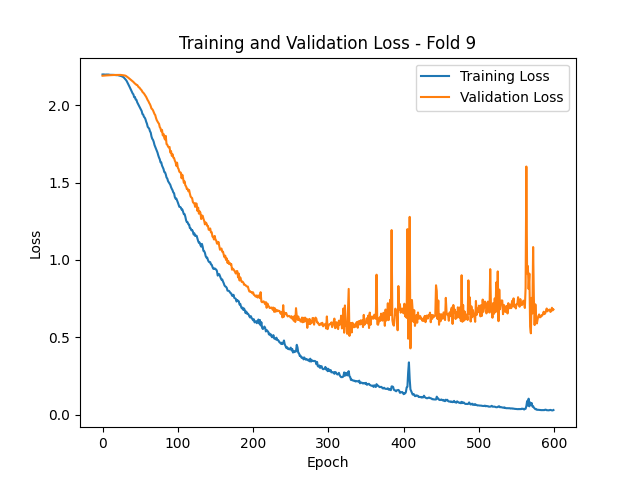 Training and Validation Loss - Fold 9
Training Loss
Validation Loss
Loss
2.0
1.5
1.0
0.5
0.0
0 100 200 300 400 500 600
Epoch